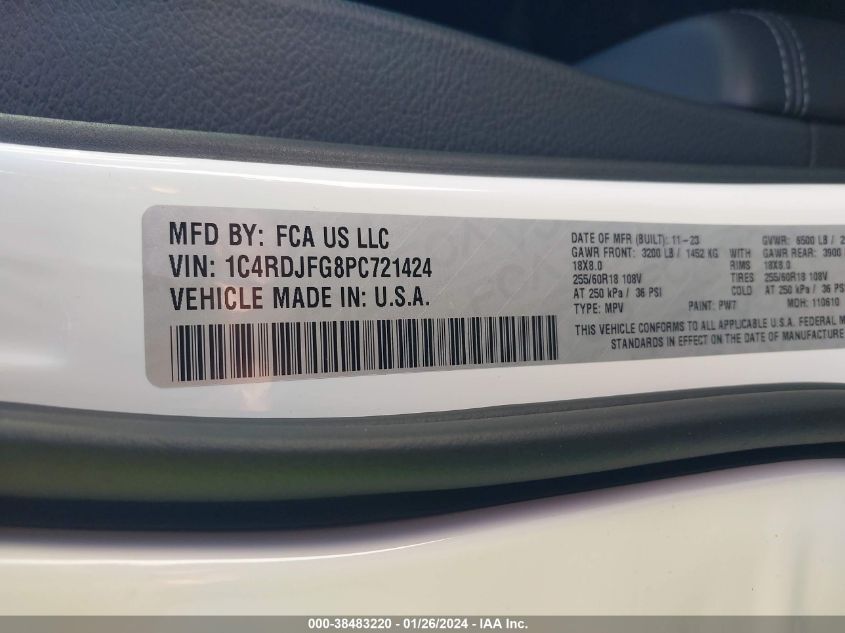 MFD BY: FCA US LLC
VIN: 1C4RDJFG8PC721424
VEHICLE MADE IN: U.S.A.
DATE OF MFR (BUILT): 11-23 GVWR: 6500 LB / 2
GAWR FRONT: 3200 LB / 1452 KG WITH GAWR REAR: 3900
18X8.0 RIMS 18X8.0
255/60R18 108V TIRES 255/60R18 108V
AT 250 kPa / 36 PSI COLD AT 250 kPa / 36 PSI
TYPE: MPV PAINT: PW7 MDH: 110610
THIS VEHICLE CONFORMS TO ALL APPLICABLE U.S.A. FEDERAL M
STANDARDS IN EFFECT ON THE DATE OF MANUFACTURE
000-38483220 - 01/26/2024 - IAA Inc.